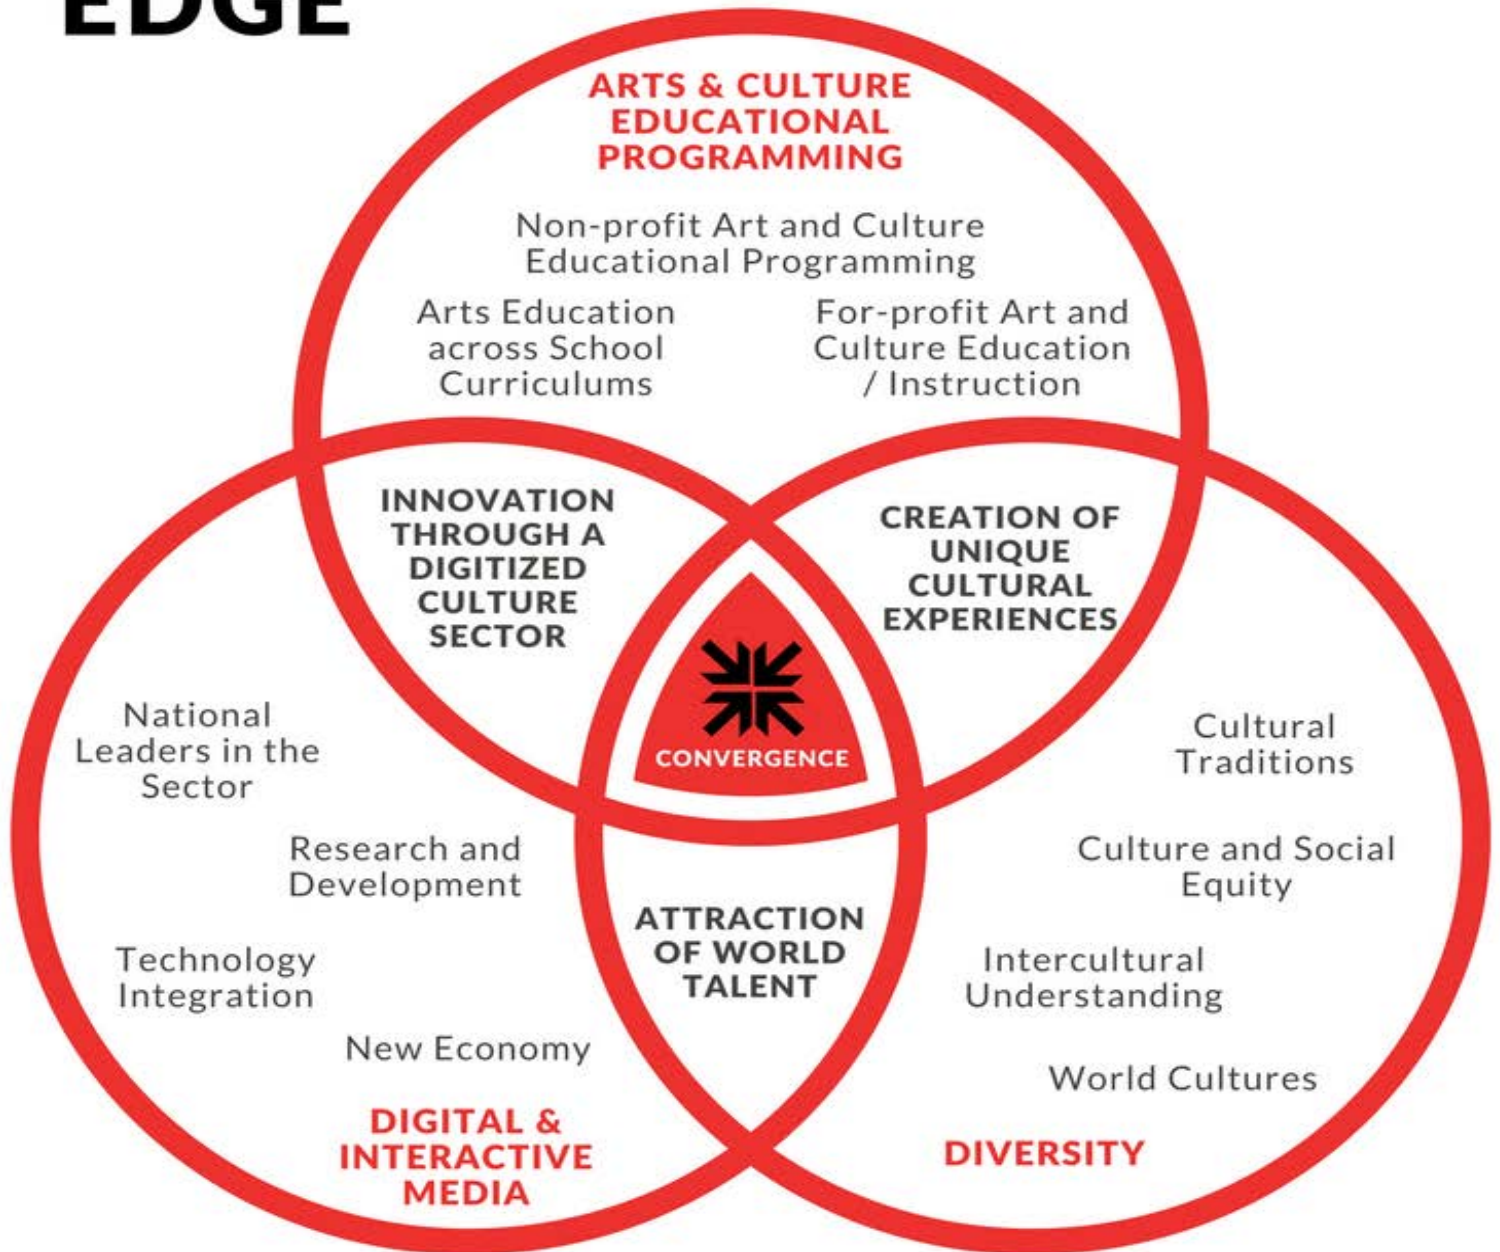 EDGE
ARTS & CULTURE
EDUCATIONAL
PROGRAMMING
Non-profit Art and Culture
Educational Programming
Arts Education
across School
Curriculums
For-profit Art and
Culture Education
/ Instruction
INNOVATION
THROUGH A
DIGITIZED
CULTURE
SECTOR
CREATION OF
UNIQUE
CULTURAL
EXPERIENCES
CONVERGENCE
National
Leaders in the
Sector
Research and
Development
Technology
Integration
New Economy
DIGITAL &
INTERACTIVE
MEDIA
ATTRACTION
OF WORLD
TALENT
Cultural
Traditions
Culture and Social
Equity
Intercultural
Understanding
World Cultures
DIVERSITY